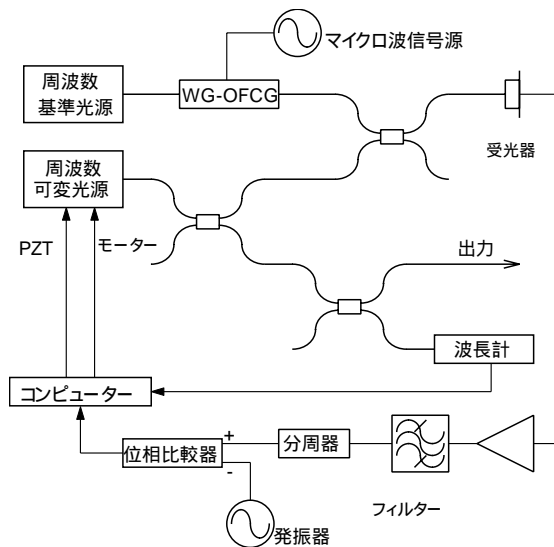 マイクロ波信号源
周波数
基準光源
WG-OFCG
受光器
周波数
可変光源
PZT
モーター
出力
波長計
コンピューター
位相比較器
+
-
分周器
フィルター
発振器